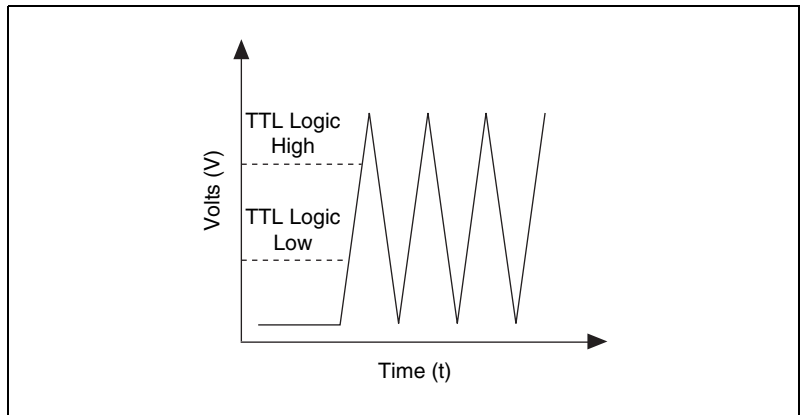 TTL Logic
High
TTL Logic
Low
Volts (V)
Time (t)